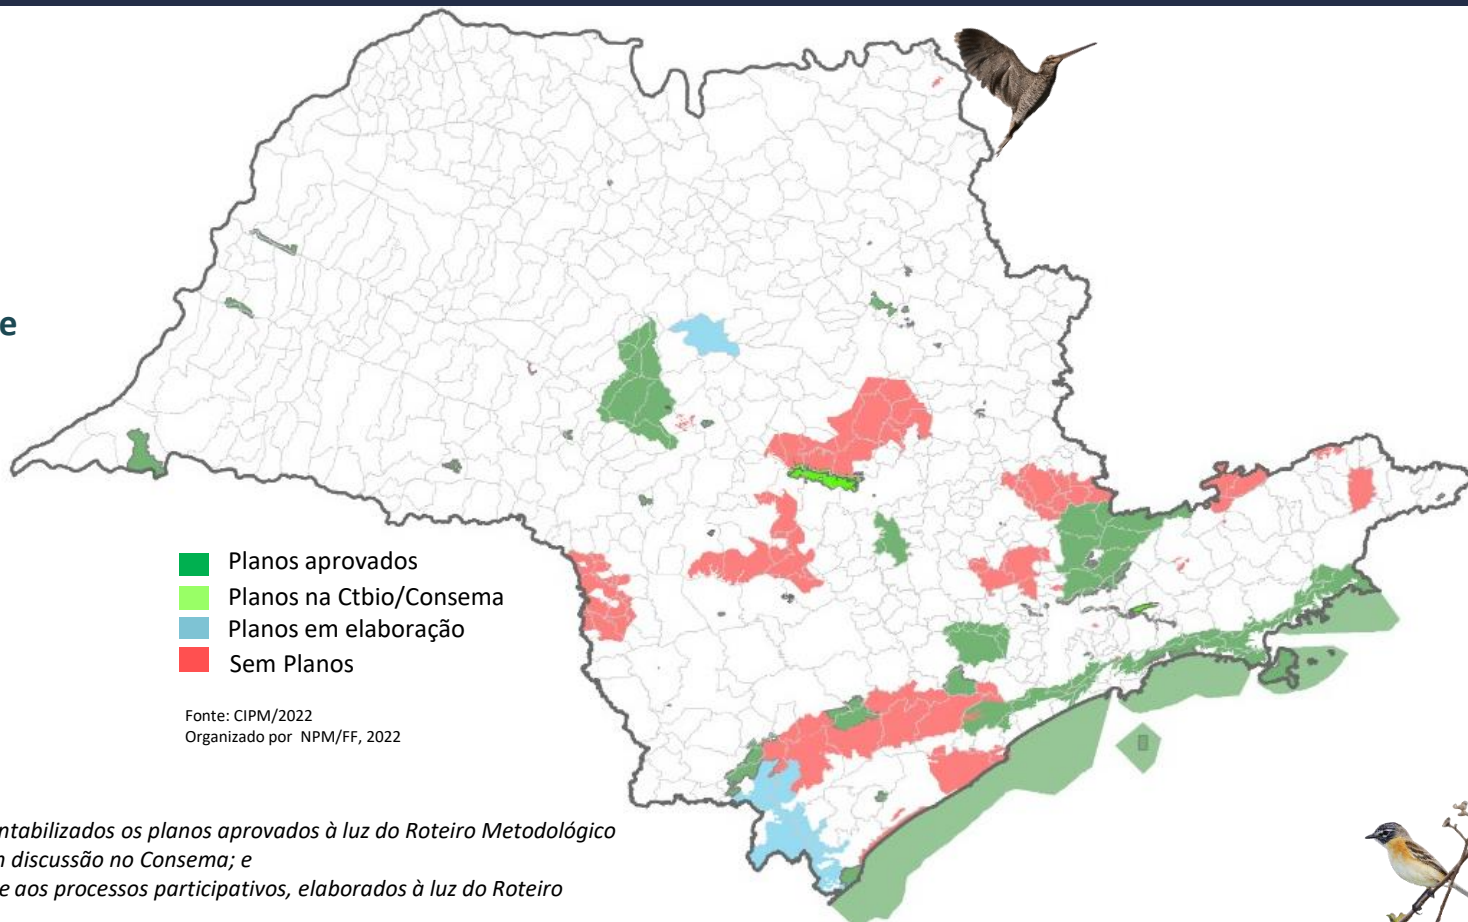 e
Planos aprovados
Planos na Ctbio/Consema
Planos em elaboração
Sem Planos
Fonte: CIPM/2022
Organizado por NPM/FF, 2022
ntabilizados os planos aprovados à luz do Roteiro Metodológico
discussão no Consema; e
e aos processos participativos, elaborados à luz do Roteiro